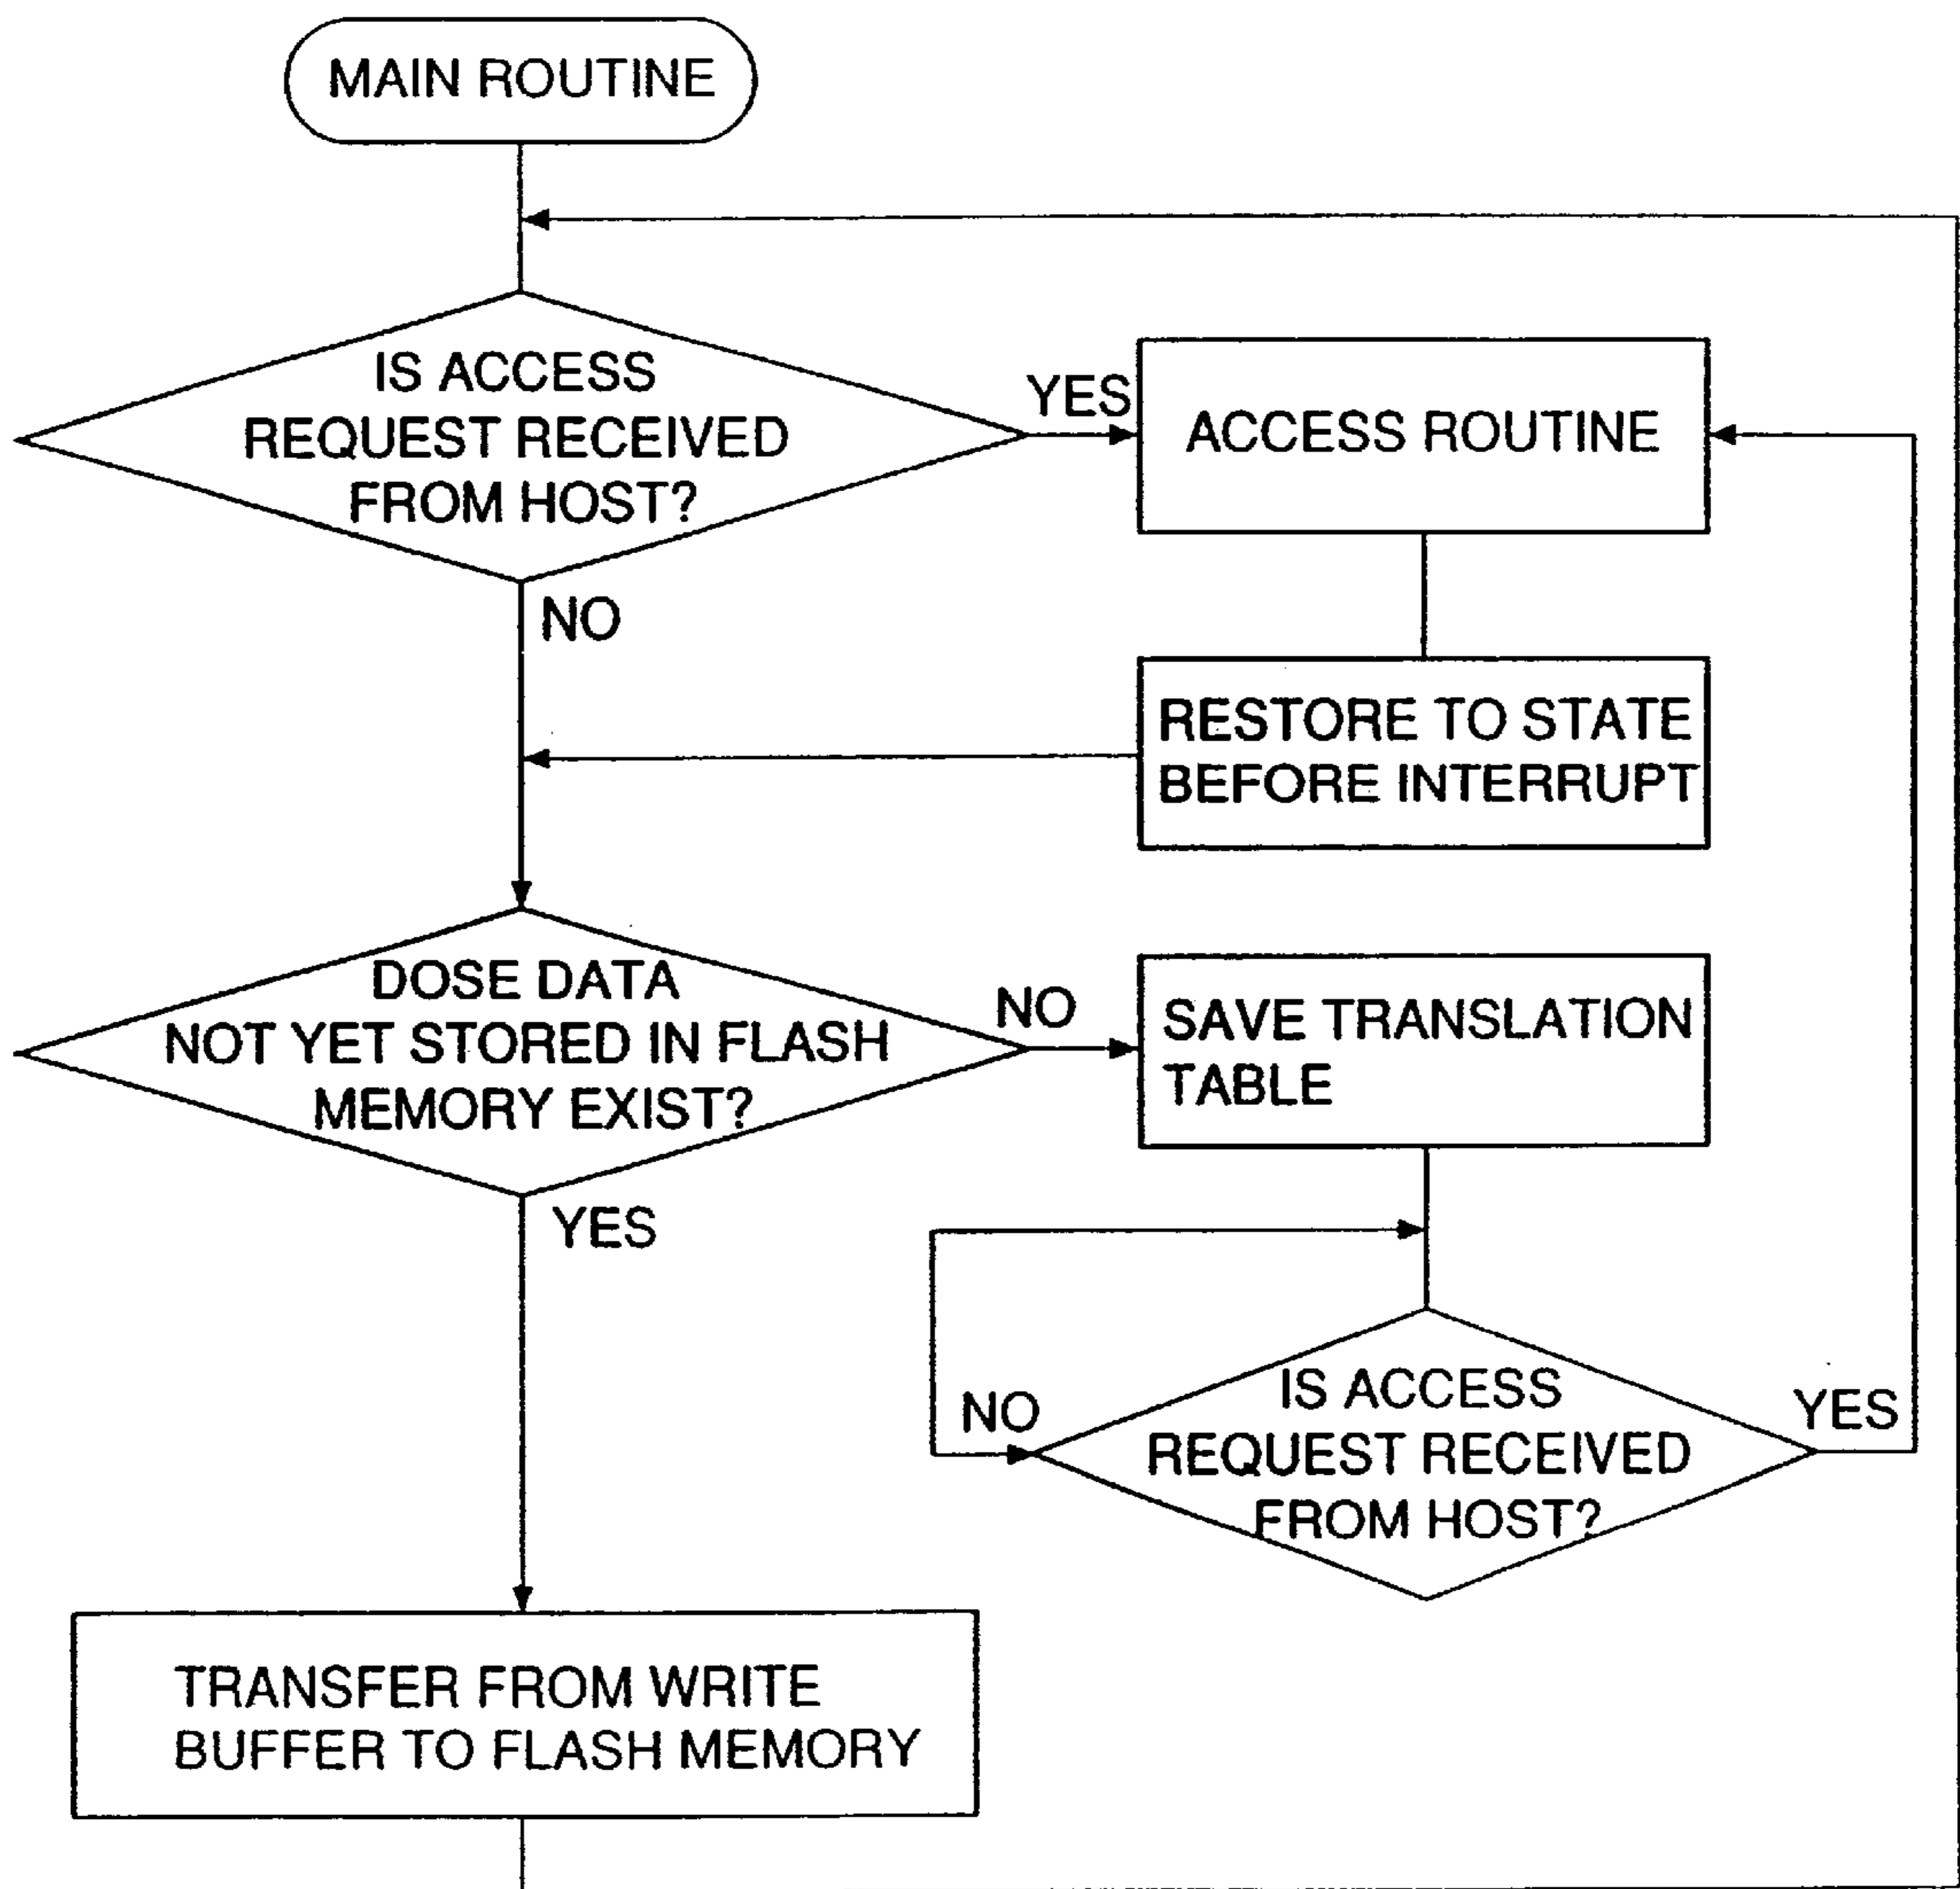 MAIN ROUTINE
IS ACCESS
REQUEST RECEIVED
FROM HOST?
YES
ACCESS ROUTINE
NO
RESTORE TO STATE
BEFORE INTERRUPT
DOSE DATA
NOT YET STORED IN FLASH
MEMORY EXIST?
NO
SAVE TRANSLATION
TABLE
YES
IS ACCESS
REQUEST RECEIVED
FROM HOST?
NO
YES
TRANSFER FROM WRITE
BUFFER TO FLASH MEMORY